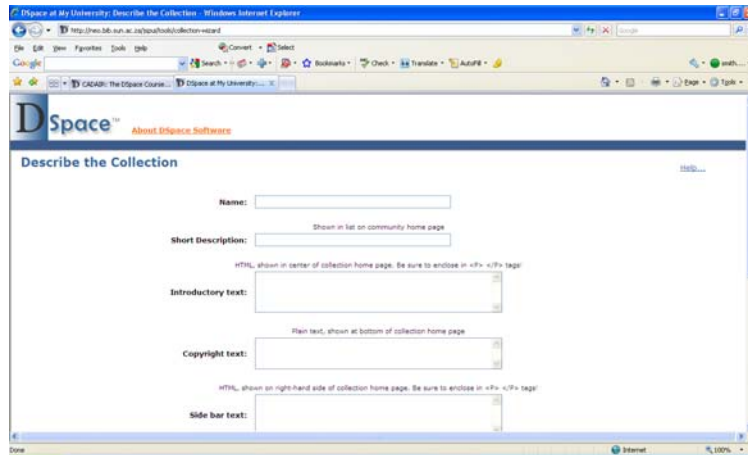 DSpace at My University: Describe the Collection - Windows Internet Explorer
http://neo.bib.sun.ac.za/jspui/tools/collection-wizard
Google
File Edit View Favorites Tools Help
Convert Select
Google
Search
Bookmarks
Check
Translate
AutoFill
smith...
CADAIR: The DSpace Course...
DSpace at My University:... X
Page
Tools
DSpace™ About DSpace Software
Describe the Collection
Help...
Name:
Shown in list on community home page
Short Description:
HTML, shown in center of collection home page. Be sure to enclose in <P> </P> tags!
Introductory text:
Plain text, shown at bottom of collection home page
Copyright text:
HTML, shown on right-hand side of collection home page. Be sure to enclose in <P> </P> tags!
Side bar text:
Done
Internet
100%